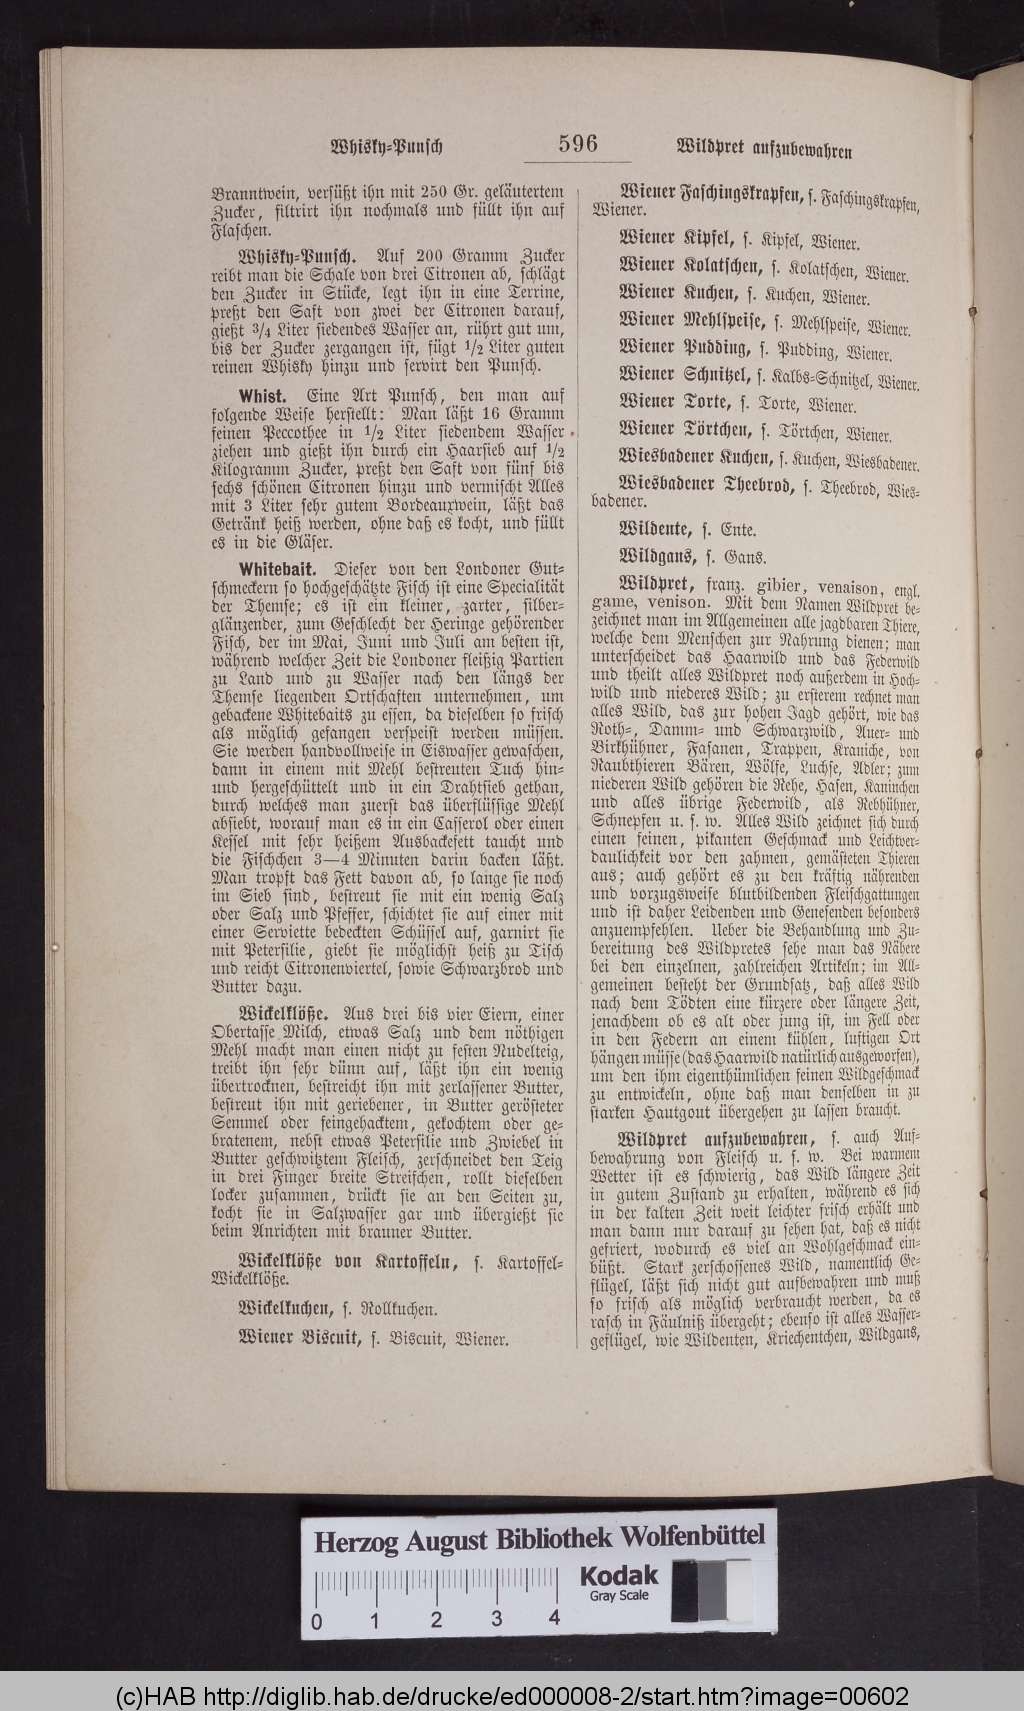 Whisky-Punsch
596
Wildpret aufzubewahren
Branntwein, versüßt ihn mit 250 Gr. geläutertem
Zucker, filtrirt ihn nochmals und füllt ihn auf
Flaschen.
Whisky-Punsch. Auf 200 Gramm Zucker
reibt man die Schale von drei Citronen ab, schlägt
den Zucker in Stücke, legt ihn in eine Terrine,
preßt den Saft von zwei der Citronen darauf,
gießt 3/4 Liter siedendes Wasser an, rührt gut um,
bis der Zucker zergangen ist, fügt 1/2 Liter guten
reinen Whisky hinzu und servirt den Punsch.
Whist. Eine Art Punsch, den man auf
folgende Weise herstellt: Man läßt 16 Gramm
feinen Peccothee in 1/2 Liter siedendem Wasser
ziehen und gießt ihn durch ein Haarsieb auf 1/2
Kilogramm Zucker, preßt den Saft von fünf bis
sechs schönen Citronen hinzu und vermischt Alles
mit 3 Liter sehr gutem Bordeauxwein, läßt das
Getränk heiß werden, ohne daß es kocht, und füllt
es in die Gläser.
Whitebait. Dieser von den Londoner Gut-
schmeckern so hochgeschätzte Fisch ist eine Specialität
der Themse; es ist ein kleiner, zarter, silber-
glänzender, zum Geschlecht der Heringe gehörender
Fisch, der im Mai, Juni und Juli am besten ist,
während welcher Zeit die Londoner fleißig Partien
zu Land und zu Wasser nach den längs der
Themse liegenden Ortschaften unternehmen, um
gebackene Whitebaits zu essen, da dieselben so frisch
als möglich gefangen verspeist werden müssen.
Sie werden handvollweise in Eiswasser gewaschen,
dann in einem mit Mehl bestreuten Tuch hin-
und hergeschüttelt und in ein Drahtsieb gethan,
durch welches man zuerst das überflüssige Mehl
absiebt, worauf man es in ein Casserol oder einen
Kessel mit sehr heißem Ausbackefett taucht und
die Fischchen 3—4 Minuten darin backen läßt.
Man tropft das Fett davon ab, so lange sie noch
im Sieb sind, bestreut sie mit ein wenig Salz
oder Salz und Pfeffer, schichtet sie auf einer mit
einer Serviette bedeckten Schüssel auf, garnirt sie
mit Petersilie, giebt sie möglichst heiß zu Tisch
und reicht Citronenviertel, sowie Schwarzbrod und
Butter dazu.
Wickelklöße. Aus drei bis vier Eiern, einer
Obertasse Milch, etwas Salz und dem nöthigen
Mehl macht man einen nicht zu festen Nudelteig,
treibt ihn sehr dünn auf, läßt ihn ein wenig
übertrocknen, bestreicht ihn mit zerlassener Butter,
bestreut ihn mit geriebener, in Butter gerösteter
Semmel oder feingehacktem, gekochtem oder ge-
bratenem, nebst etwas Petersilie und Zwiebel in
Butter geschwitztem Fleisch, zerschneidet den Teig
in drei Finger breite Streifchen, rollt dieselben
locker zusammen, drückt sie an den Seiten zu,
kocht sie in Salzwasser gar und übergießt sie
beim Anrichten mit brauner Butter.
Wickelklöße von Kartoffeln, s. Kartoffel-
Wickelklöße.
Wickelkuchen, s. Rollkuchen.
Wiener Biscuit, s. Biscuit, Wiener.
Wiener Faschingskrapfen, s. Faschingskrapfen,
Wiener.
Wiener Kipfel, s. Kipfel, Wiener.
Wiener Kolatschen, s. Kolatschen, Wiener.
Wiener Kuchen, s. Kuchen, Wiener.
Wiener Mehlspeise, s. Mehlspeise, Wiener.
Wiener Pudding, s. Pudding, Wiener.
Wiener Schnitzel, s. Kalbs-Schnitzel, Wiener.
Wiener Torte, s. Torte, Wiener.
Wiener Törtchen, s. Törtchen, Wiener.
Wiesbadener Kuchen, s. Kuchen, Wiesbadener.
Wiesbadener Theebrod, s. Theebrod, Wies-
badener.
Wildente, s. Ente.
Wildgans, s. Gans.
Wildpret, franz. gibier, venaison, engl.
game, venison. Mit dem Namen Wildpret be-
zeichnet man im Allgemeinen alle jagdbaren Thiere,
welche dem Menschen zur Nahrung dienen; man
unterscheidet das Haarwild und das Federwild
und theilt alles Wildpret noch außerdem in Hoch-
wild und niederes Wild; zu ersterem rechnet man
alles Wild, das zur hohen Jagd gehört, wie das
Roth-, Damm- und Schwarzwild, Auer- und
Birkhühner, Fasanen, Trappen, Kraniche, von
Raubthieren Bären, Wölfe, Luchse, Adler; zum
niederen Wild gehören die Rehe, Hasen, Kaninchen
und alles übrige Federwild, als Rebhühner,
Schnepfen u. s. w. Alles Wild zeichnet sich durch
einen feinen, pikanten Geschmack und Leichtver-
daulichkeit vor den zahmen, gemästeten Thieren
aus; auch gehört es zu den kräftig nährenden
und vorzugsweise blutbildenden Fleischgattungen
und ist daher Leidenden und Genesenden besonders
anzuempfehlen. Ueber die Behandlung und Zu-
bereitung des Wildpretes sehe man das Nähere
bei den einzelnen, zahlreichen Artikeln; im All-
gemeinen besteht der Grundsatz, daß alles Wild
nach dem Tödten eine kürzere oder längere Zeit,
jenachdem ob es alt oder jung ist, im Fell oder
in den Federn an einem kühlen, luftigen Ort
hängen müsse (das Haarwild natürlich ausgeworfen),
um den ihm eigenthümlichen feinen Wildgeschmack
zu entwickeln, ohne daß man denselben in zu
starken Hautgout übergehen zu lassen braucht.
Wildpret aufzubewahren, s. auch Auf-
bewahrung von Fleisch u. s. w. Bei warmem
Wetter ist es schwierig, das Wild längere Zeit
in gutem Zustand zu erhalten, während es sich
in der kalten Zeit weit leichter frisch erhält und
man dann nur darauf zu sehen hat, daß es nicht
gefriert, wodurch es viel an Wohlgeschmack ein-
büßt. Stark zerschossenes Wild, namentlich Ge-
flügel, läßt sich nicht gut aufbewahren und muß
so frisch als möglich verbraucht werden, da es
rasch in Fäulniß übergeht; ebenso ist alles Wasser-
geflügel, wie Wildenten, Kriechentchen, Wildgans,
Herzog August Bibliothek Wolfenbüttel
Kodak
Gray Scale
0 1 2 3 4
(c)HAB http://diglib.hab.de/drucke/ed000008-2/start.htm?image=00602